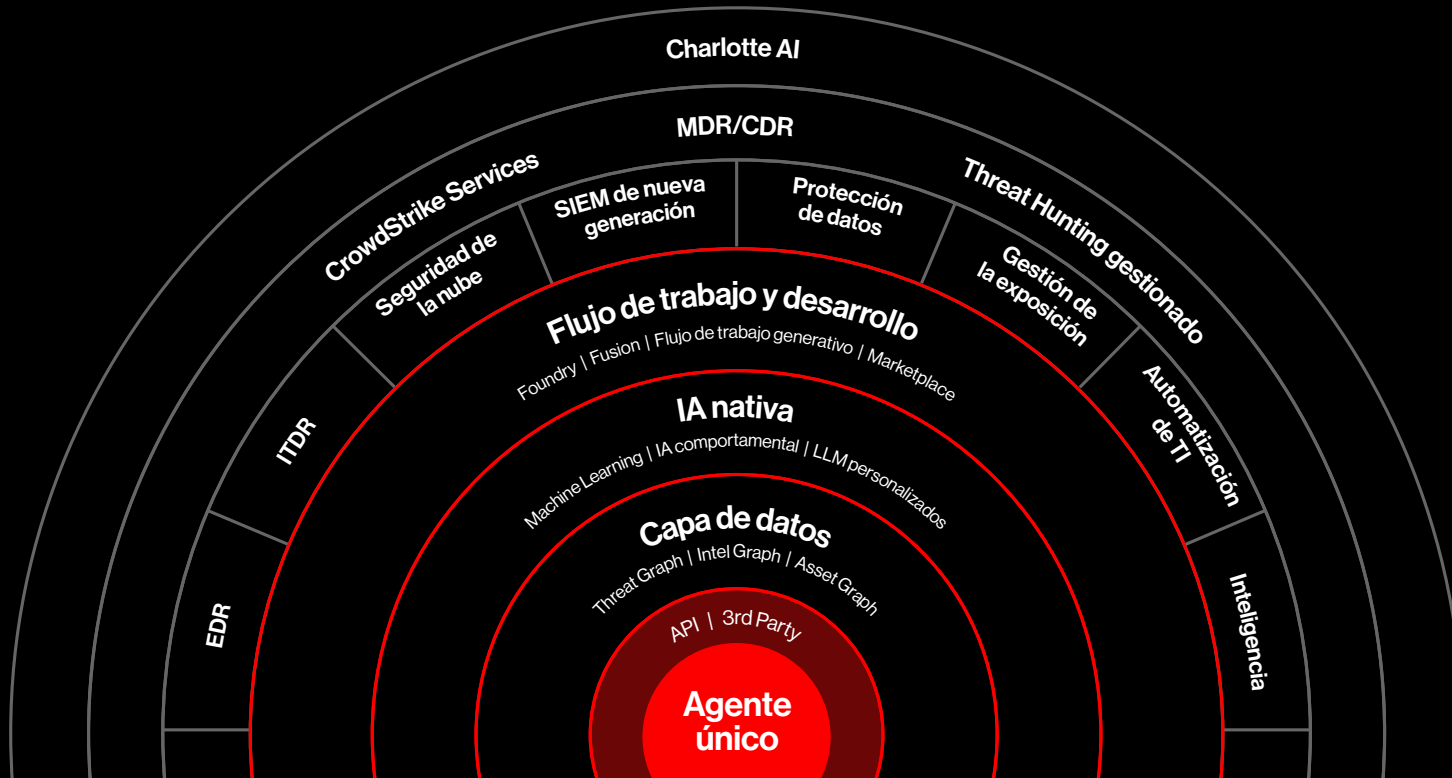 Charlotte AI
CrowdStrike Services
MDR/CDR
Threat Hunting gestionado
EDR
ITDR
Seguridad de
la nube
SIEM de nueva
generación
Protección
de datos
Gestión de
la exposición
Automatización
de TI
Inteligencia
Flujo de trabajo y desarrollo
Foundry | Fusion | Flujo de trabajo generativo | Marketplace
IA nativa
Machine Learning | IA comportamental | LLM personalizados
Capa de datos
Threat Graph | Intel Graph | Asset Graph
API | 3rd Party
Agente
único